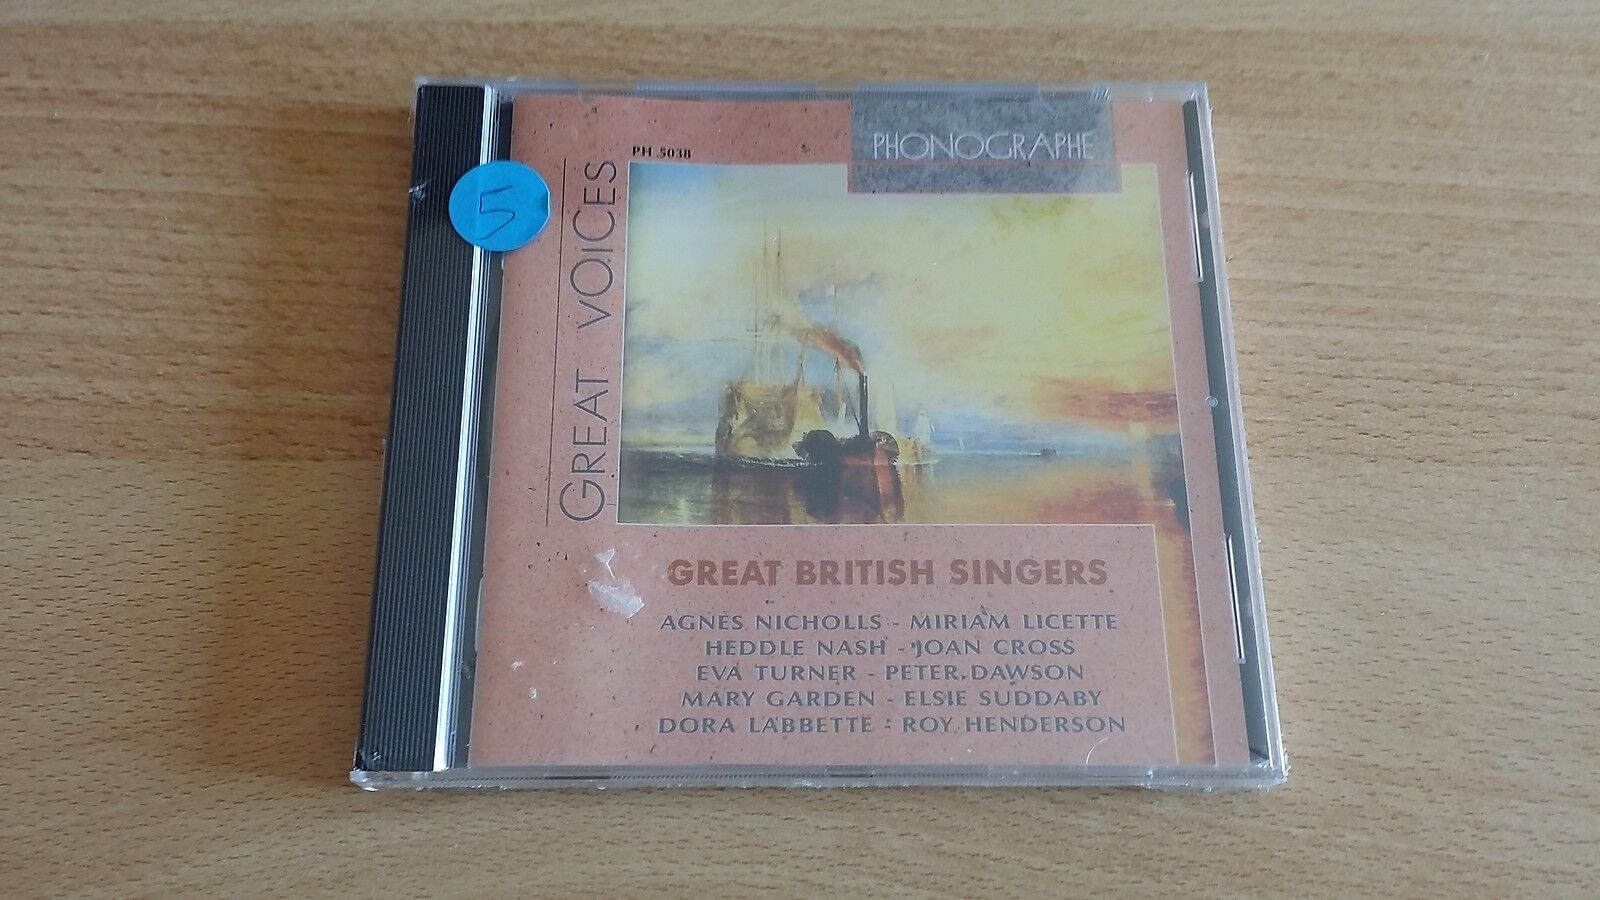 PHONOGRAPHE
PH 5038
5
GREAT VOICES
GREAT BRITISH SINGERS
AGNES NICHOLLS - MIRIAM LICETTE
HEDDLE NASH - JOAN CROSS
EVA TURNER - PETER DAWSON
MARY GARDEN - ELSIE SUDDABY
DORA LABBETTE - ROY HENDERSON